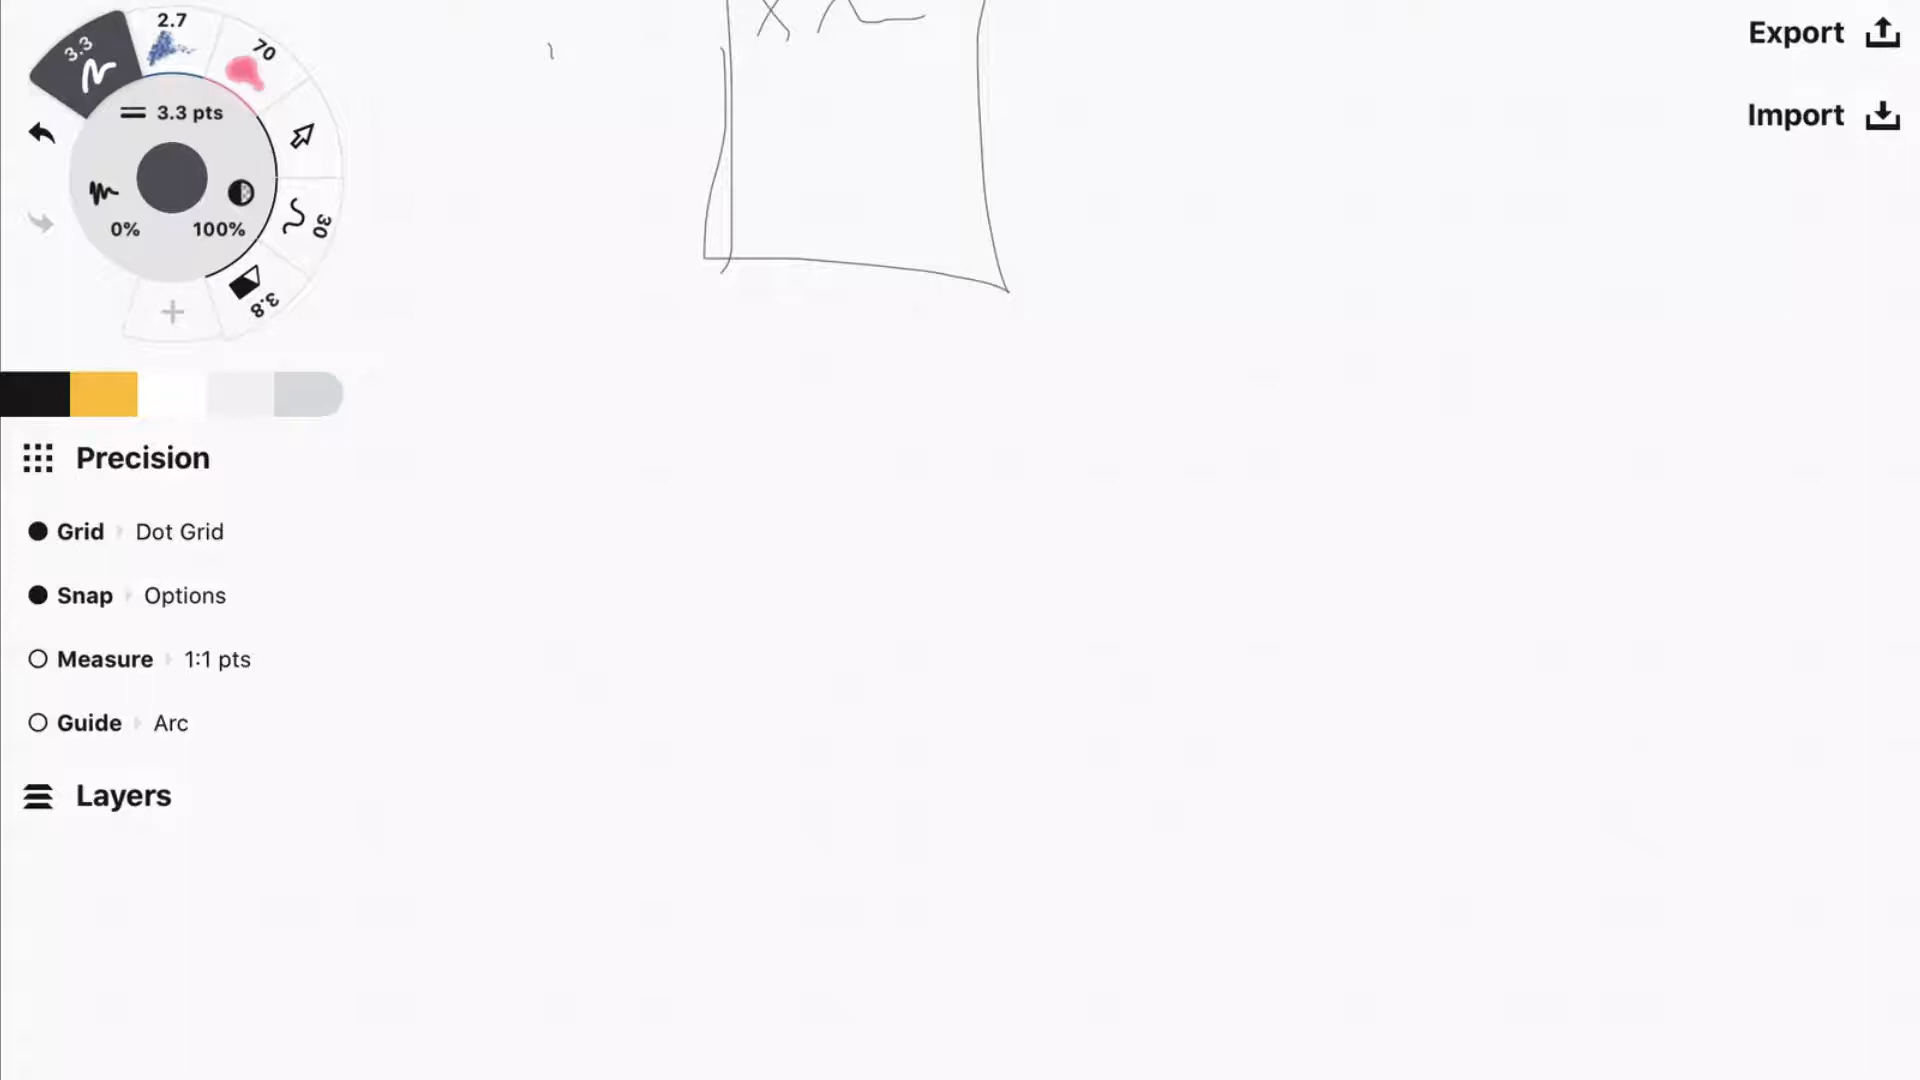 2.7
3.3
70
Export
3.3 pts
Import
0%
100%
30
3.8
Precision
Grid
Dot Grid
Snap
Options
Measure
1:1 pts
Guide
Arc
Layers